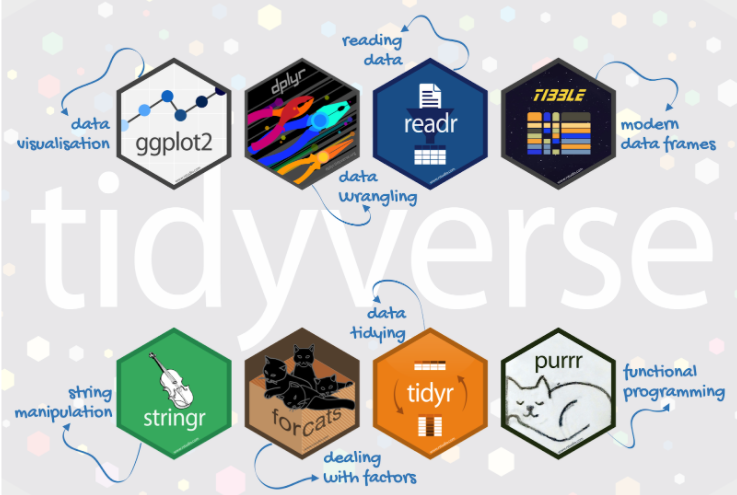 reading
data
dplyr
TIBBLE
readr
data
visualisation
ggplot2
modern
data frames
data
wrangling
tidyverse
data
tidying
purrr
functional
programming
string
manipulation
stringr
forcats
tidyr
dealing
with factors